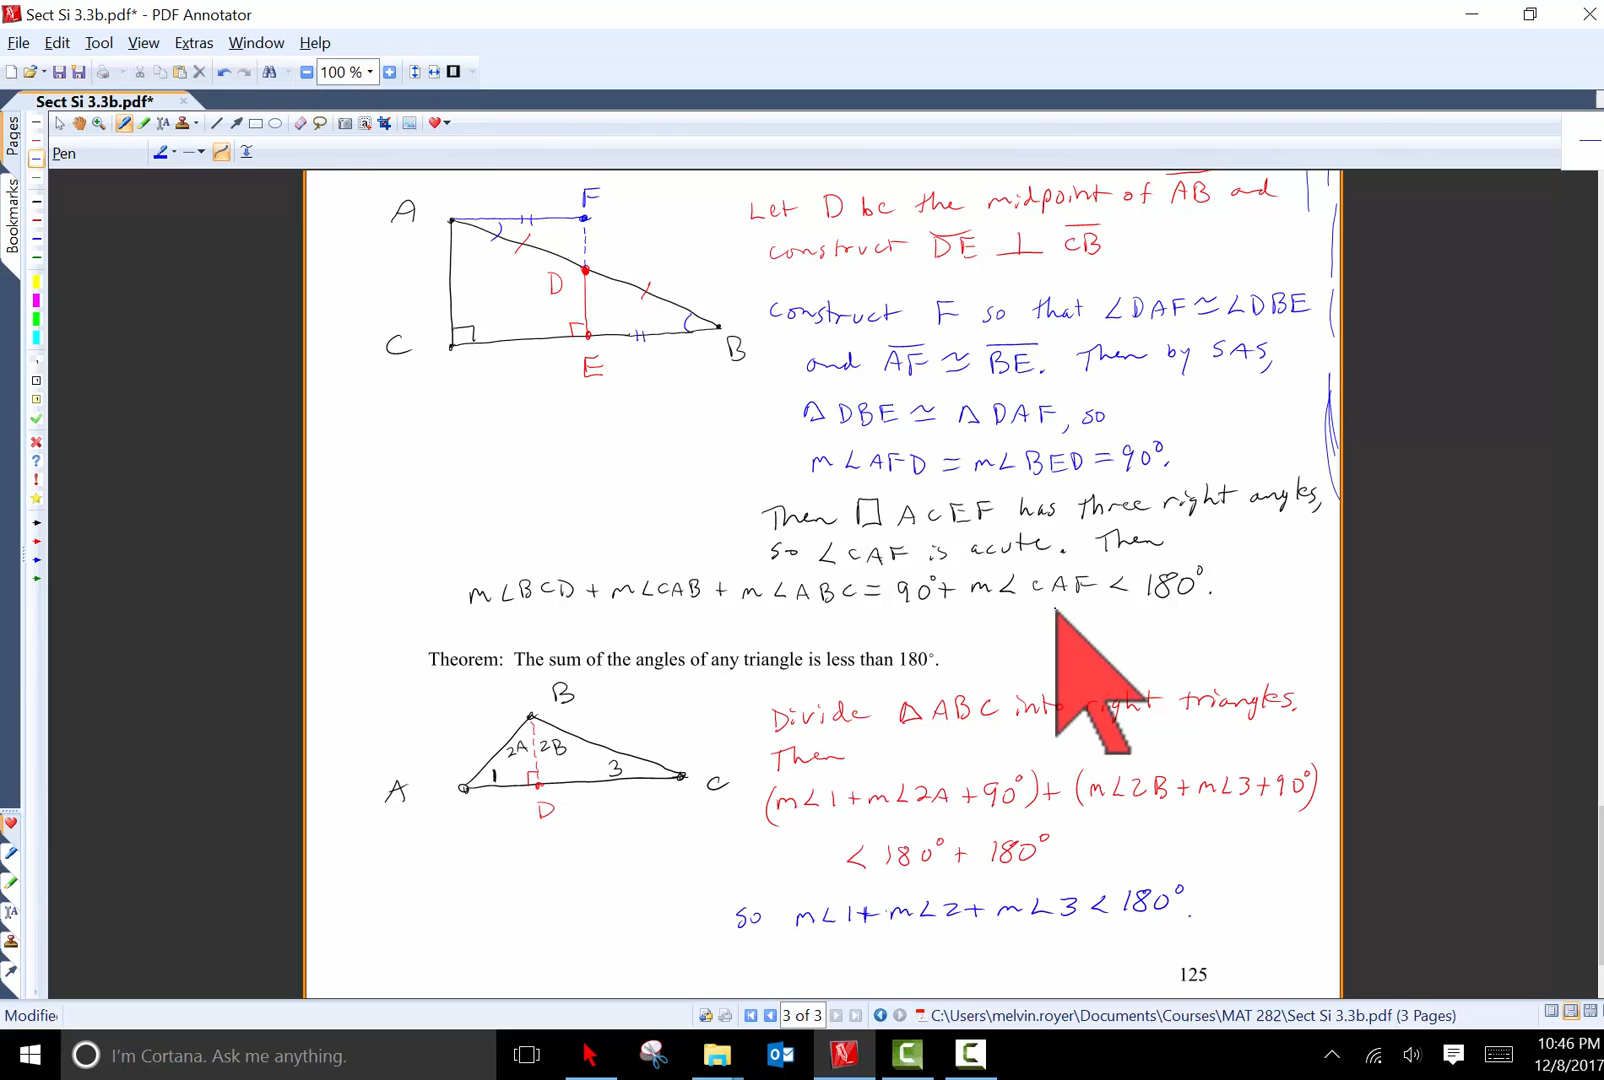 Sect Si 3.3b.pdf* - PDF Annotator
File Edit Tool View Extras Window Help
100 %
Sect Si 3.3b.pdf*
Pen
Pages
Bookmarks
Let D be the midpoint of AB and
construct DE ⊥ CB
Construct F so that ∠DAF ≅ ∠DBE
and AF ≅ BE. Then by SAS,
△DBE ≅ △DAF, so
m∠AFD = m∠BED = 90°.
Then □ ACEF has three right angles,
so ∠CAF is acute. Then
m∠BCD + m∠CAB + m∠ABC = 90° + m∠CAF < 180°.
A
F
D
C
E
B
Theorem: The sum of the angles of any triangle is less than 180°.
B
2A 2B
1 3
A C
D
Divide △ABC into right triangles.
Then
(m∠1 + m∠2A + 90°) + (m∠2B + m∠3 + 90°)
< 180° + 180°
So m∠1 + m∠2 + m∠3 < 180°.
125
Modifie
3 of 3
C:\Users\melvin.royer\Documents\Courses\MAT 282\Sect Si 3.3b.pdf (3 Pages)
I'm Cortana. Ask me anything.
10:46 PM
12/8/2017